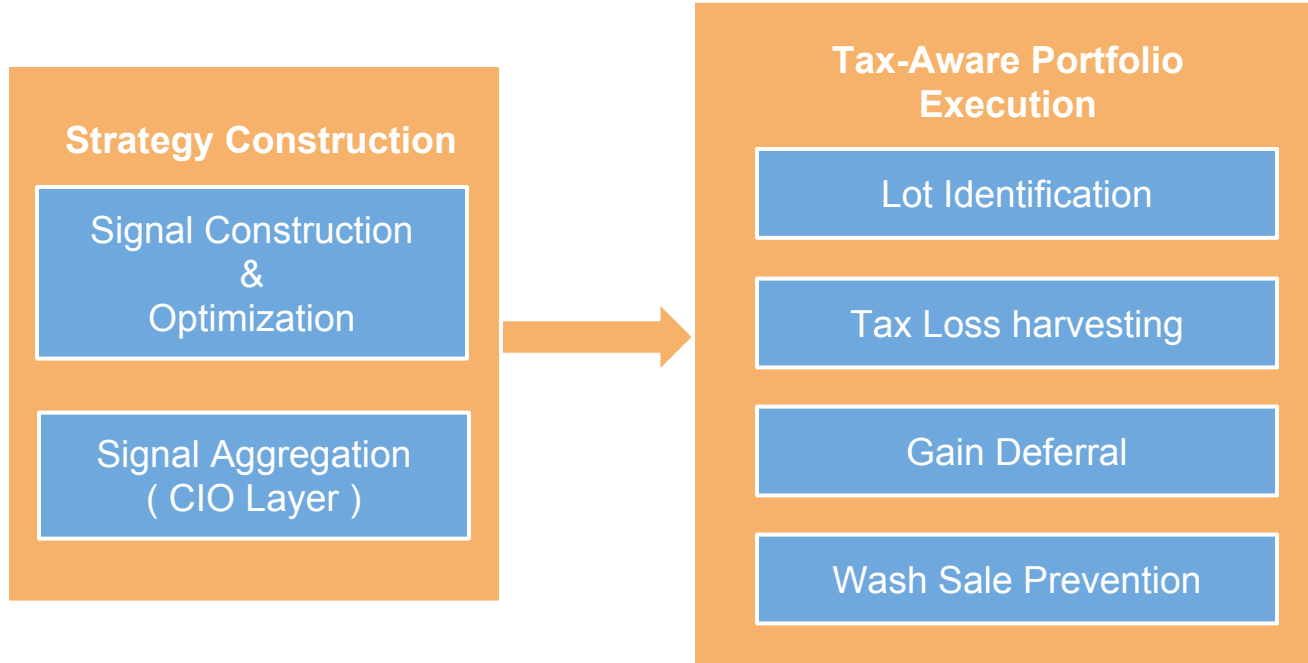 Strategy Construction
Signal Construction
&
Optimization
Signal Aggregation
( CIO Layer )
Tax-Aware Portfolio
Execution
Lot Identification
Tax Loss harvesting
Gain Deferral
Wash Sale Prevention